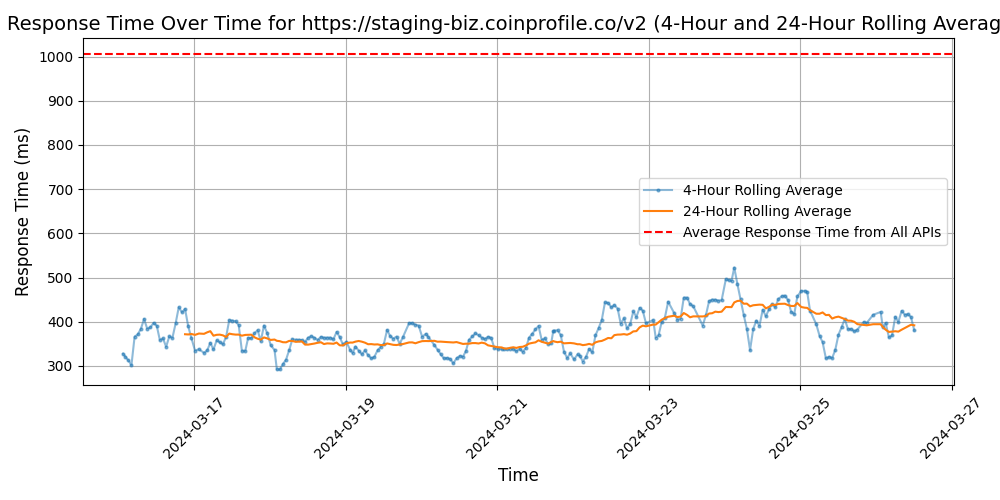 Response Time Over Time for https://staging-biz.coinprofile.co/v2 (4-Hour and 24-Hour Rolling Averag
Response Time (ms)
1000
900
800
700
600
500
400
300
4-Hour Rolling Average
24-Hour Rolling Average
Average Response Time from All APIs
2024-03-17
2024-03-19
2024-03-21
2024-03-23
2024-03-25
2024-03-27
Time